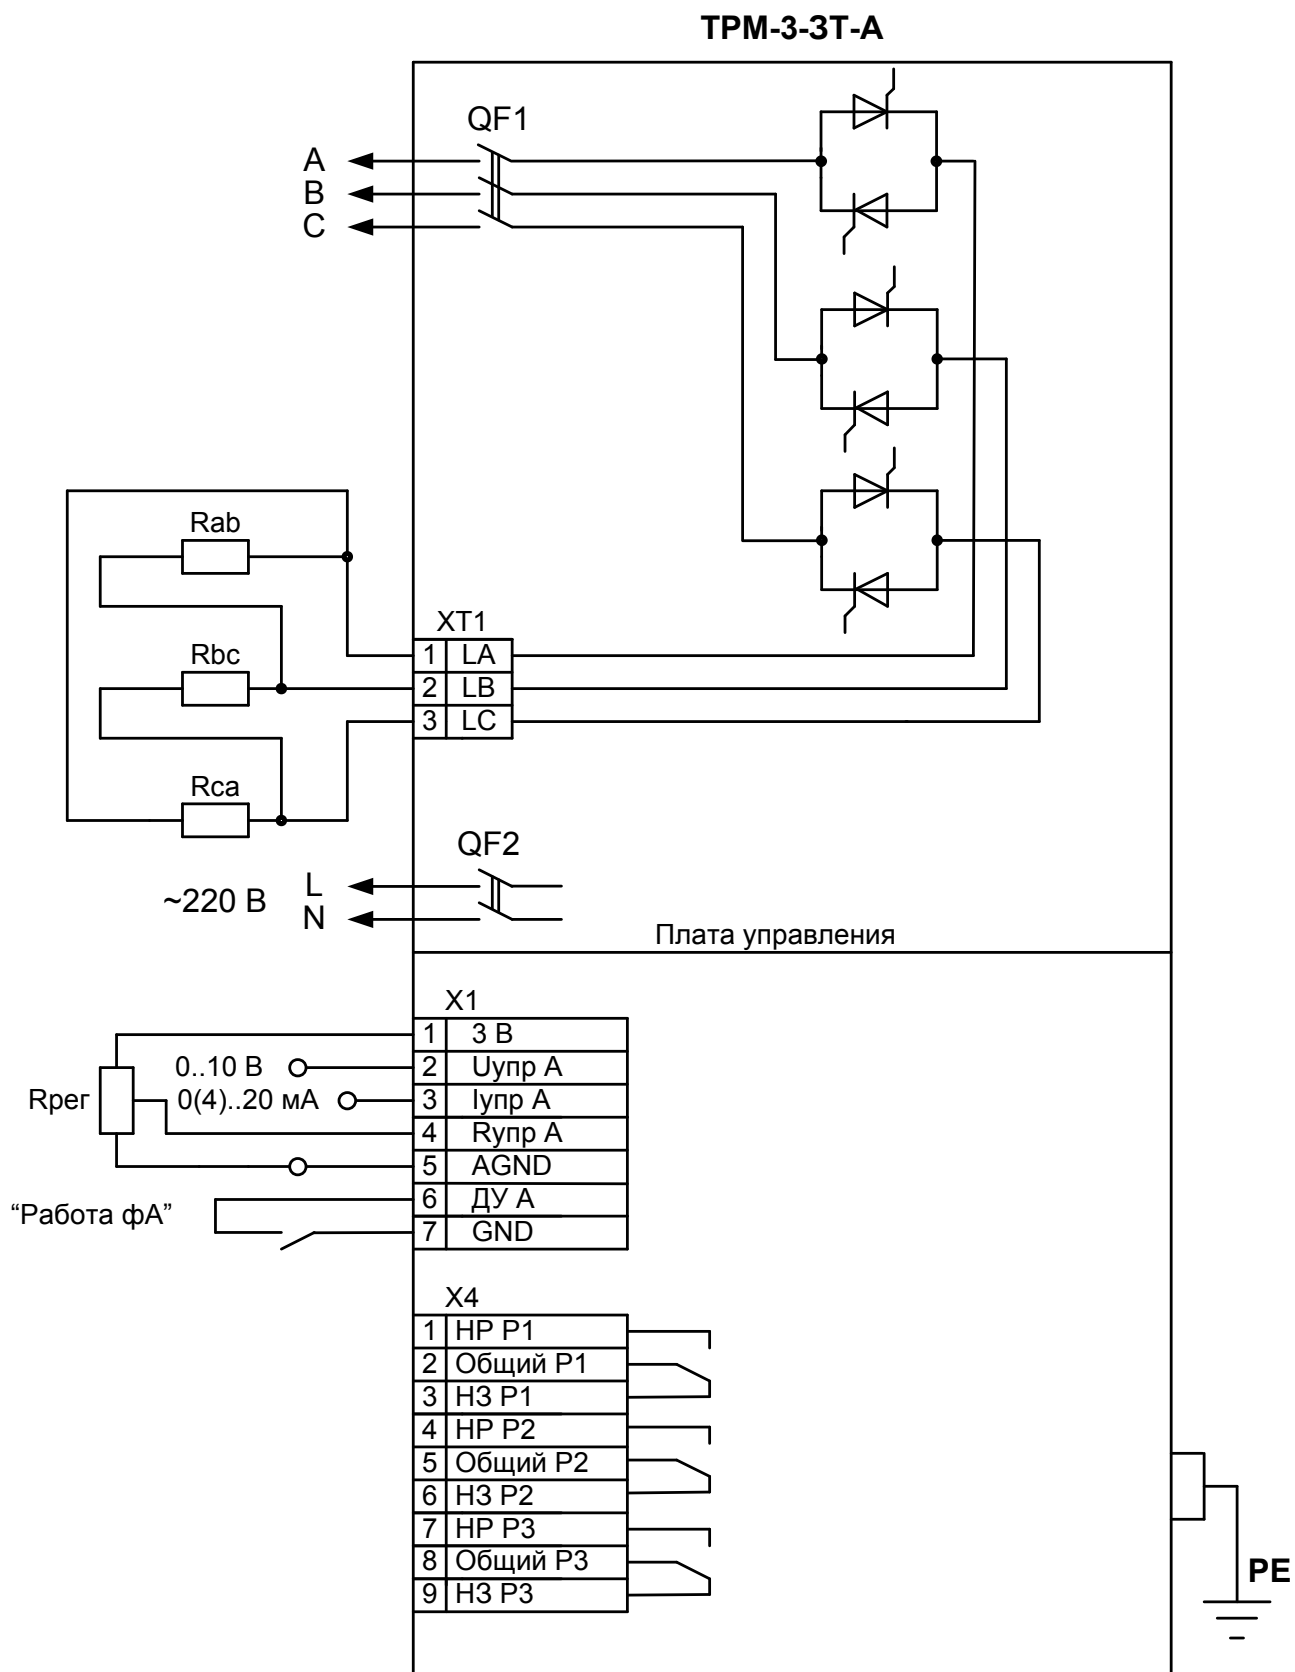 ТРМ-3-3Т-А
QF1
A
B
C
Rab
Rbc
Rca
XT1
1 LA
2 LB
3 LC
QF2
~220 В
L
N
Плата управления
X1
1 3 В
0..10 В 2 Uупр А
Rрег 0(4)..20 мА 3 Iупр А
4 Rупр А
5 AGND
“Работа фА” 6 ДУ А
7 GND
X4
1 НР Р1
2 Общий Р1
3 НЗ Р1
4 НР Р2
5 Общий Р2
6 НЗ Р2
7 НР Р3
8 Общий Р3
9 НЗ Р3
PE